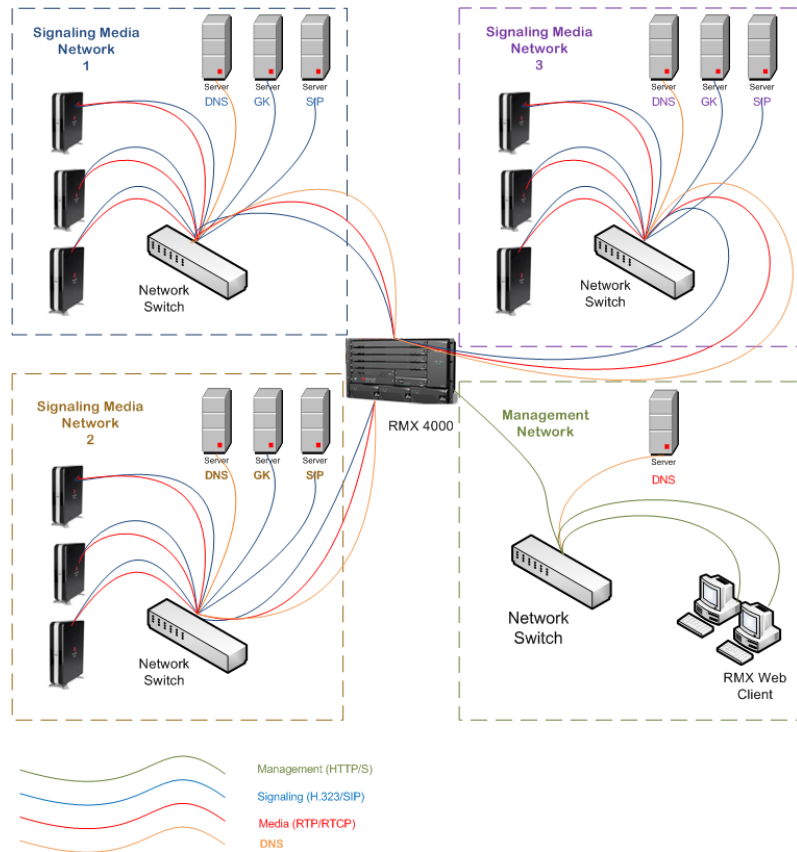 Signaling Media
Network
1
Server
DNS
Server
GK
Server
SIP
Network
Switch
Signaling Media
Network
3
Server
DNS
Server
GK
Server
SIP
Network
Switch
RMX 4000
Signaling Media
Network
2
Server
DNS
Server
GK
Server
SIP
Network
Switch
Management
Network
Server
DNS
Network
Switch
RMX Web
Client
Management (HTTP/S)
Signaling (H.323/SIP)
Media (RTP/RTCP)
DNS